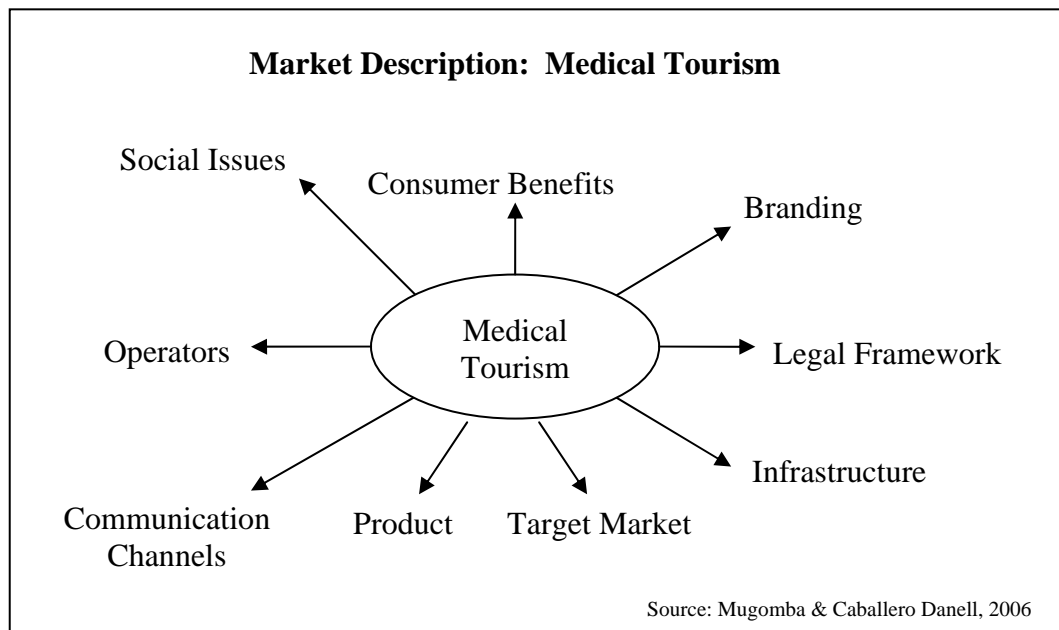 Market Description: Medical Tourism
Social Issues
Consumer Benefits
Branding
Medical
Tourism
Operators
Legal Framework
Infrastructure
Communication
Channels
Product
Target Market
Source: Mugomba & Caballero Danell, 2006